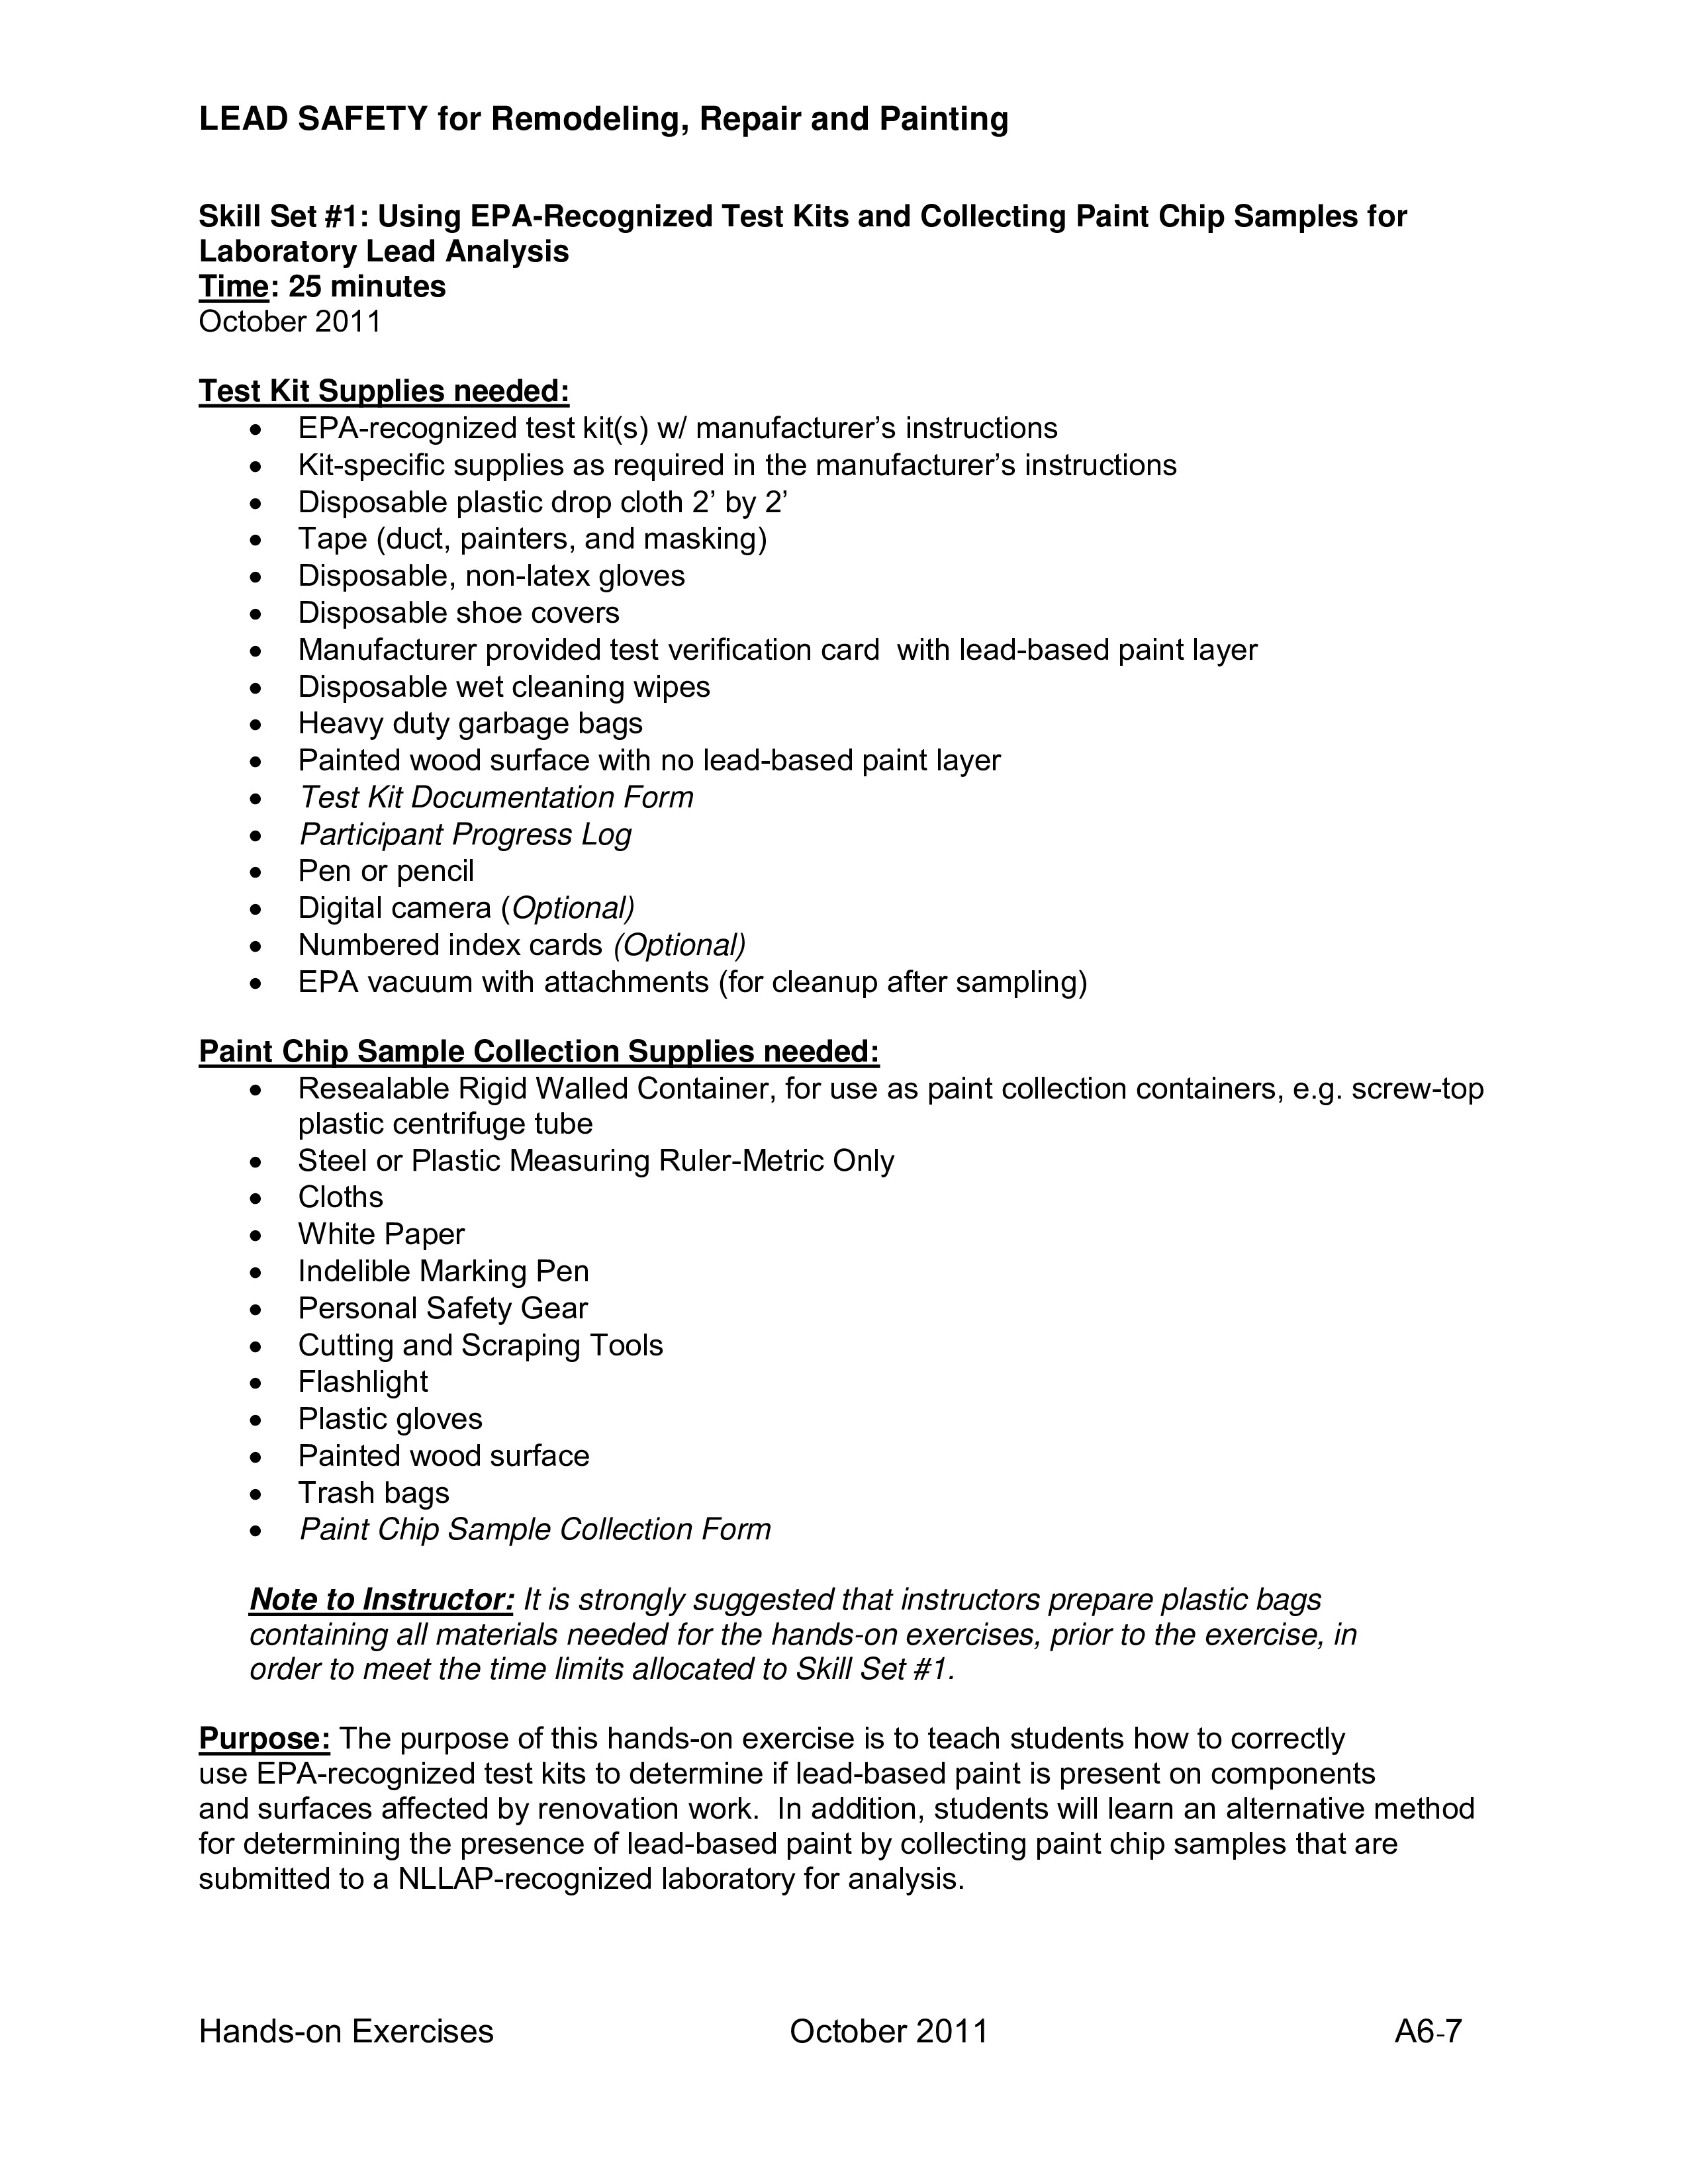 LEAD SAFETY for Remodeling, Repair and Painting
Skill Set #1: Using EPA-Recognized Test Kits and Collecting Paint Chip Samples for
Laboratory Lead Analysis
Time: 25 minutes
October 2011
Test Kit Supplies needed:
• EPA-recognized test kit(s) w/ manufacturer’s instructions
• Kit-specific supplies as required in the manufacturer’s instructions
• Disposable plastic drop cloth 2’ by 2’
• Tape (duct, painters, and masking)
• Disposable, non-latex gloves
• Disposable shoe covers
• Manufacturer provided test verification card  with lead-based paint layer
• Disposable wet cleaning wipes
• Heavy duty garbage bags
• Painted wood surface with no lead-based paint layer
• Test Kit Documentation Form
• Participant Progress Log
• Pen or pencil
• Digital camera (Optional)
• Numbered index cards (Optional)
• EPA vacuum with attachments (for cleanup after sampling)
Paint Chip Sample Collection Supplies needed:
• Resealable Rigid Walled Container, for use as paint collection containers, e.g. screw-top
plastic centrifuge tube
• Steel or Plastic Measuring Ruler-Metric Only
• Cloths
• White Paper
• Indelible Marking Pen
• Personal Safety Gear
• Cutting and Scraping Tools
• Flashlight
• Plastic gloves
• Painted wood surface
• Trash bags
• Paint Chip Sample Collection Form
Note to Instructor: It is strongly suggested that instructors prepare plastic bags
containing all materials needed for the hands-on exercises, prior to the exercise, in
order to meet the time limits allocated to Skill Set #1.
Purpose: The purpose of this hands-on exercise is to teach students how to correctly
use EPA-recognized test kits to determine if lead-based paint is present on components
and surfaces affected by renovation work.  In addition, students will learn an alternative method
for determining the presence of lead-based paint by collecting paint chip samples that are
submitted to a NLLAP-recognized laboratory for analysis.
Hands-on Exercises October 2011 A6-7